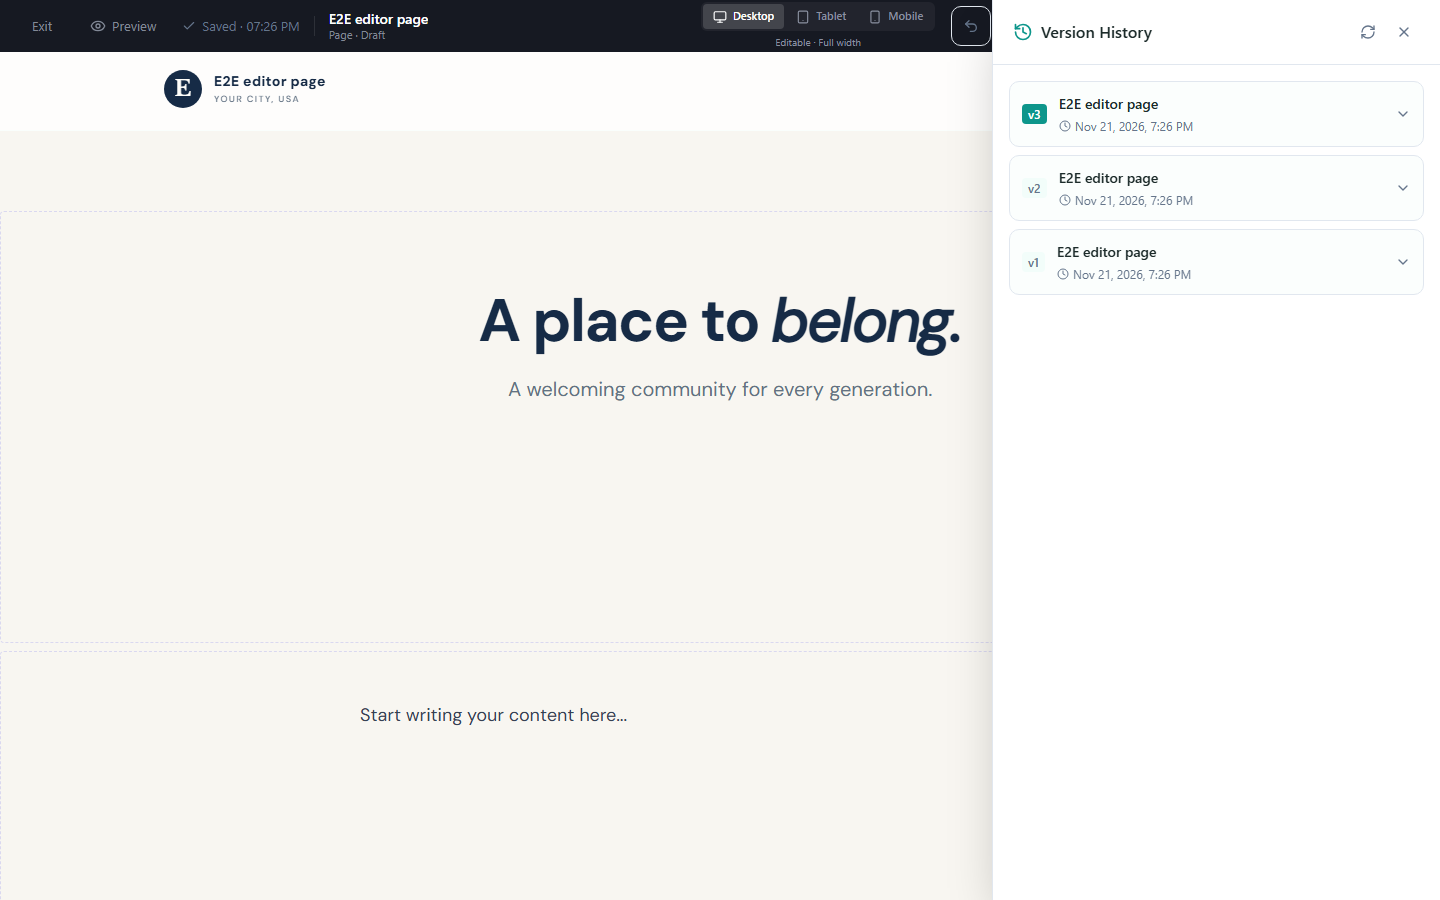 Exit
Preview
Saved · 07:26 PM
E2E editor page
Page · Draft
Desktop
Tablet
Mobile
Editable · Full width
E
E2E editor page
YOUR CITY, USA
A place to belong.
A welcoming community for every generation.
Start writing your content here...
Version History
v3
E2E editor page
Nov 21, 2026, 7:26 PM
v2
E2E editor page
Nov 21, 2026, 7:26 PM
v1
E2E editor page
Nov 21, 2026, 7:26 PM